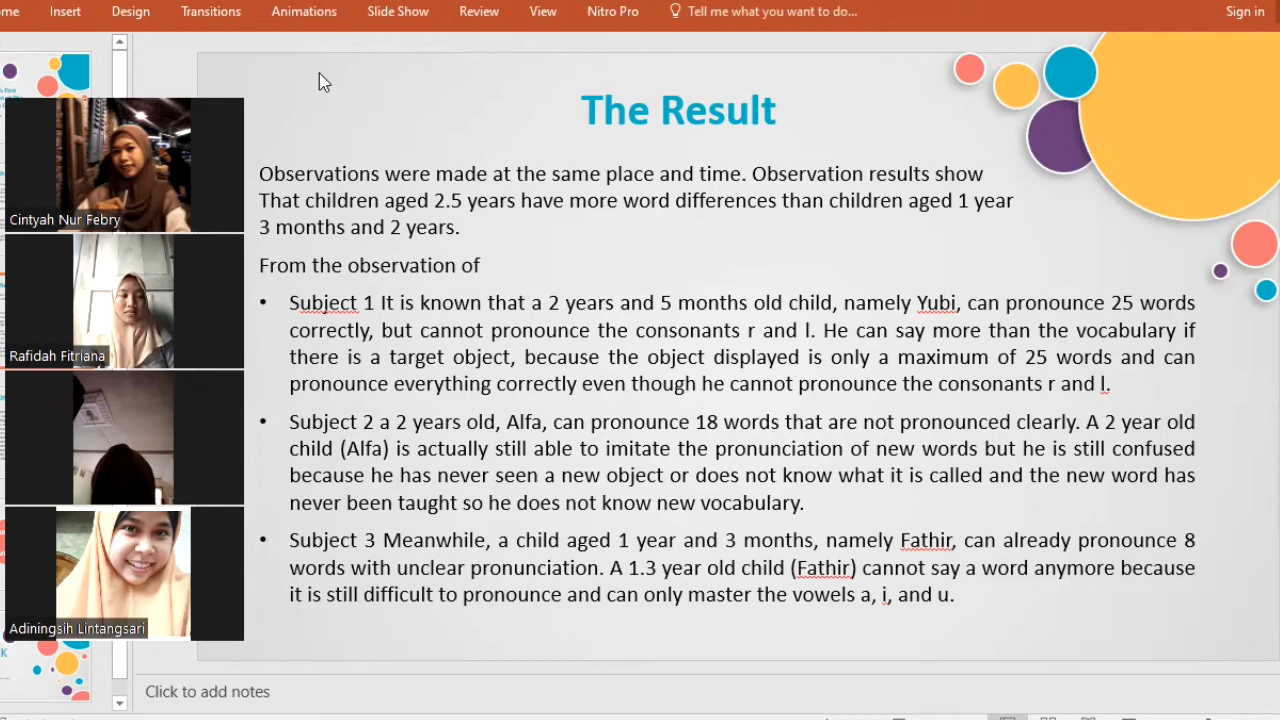 ome Insert Design Transitions Animations Slide Show Review View Nitro Pro Tell me what you want to do... Sign in
The Result
Observations were made at the same place and time. Observation results show
That children aged 2.5 years have more word differences than children aged 1 year
3 months and 2 years.
From the observation of
• Subject 1 It is known that a 2 years and 5 months old child, namely Yubi, can pronounce 25 words
correctly, but cannot pronounce the consonants r and l. He can say more than the vocabulary if
there is a target object, because the object displayed is only a maximum of 25 words and can
pronounce everything correctly even though he cannot pronounce the consonants r and l.
• Subject 2 a 2 years old, Alfa, can pronounce 18 words that are not pronounced clearly. A 2 year old
child (Alfa) is actually still able to imitate the pronunciation of new words but he is still confused
because he has never seen a new object or does not know what it is called and the new word has
never been taught so he does not know new vocabulary.
• Subject 3 Meanwhile, a child aged 1 year and 3 months, namely Fathir, can already pronounce 8
words with unclear pronunciation. A 1.3 year old child (Fathir) cannot say a word anymore because
it is still difficult to pronounce and can only master the vowels a, i, and u.
Cintyah Nur Febry
Rafidah Fitriana
Adiningsih Lintangsari
Click to add notes